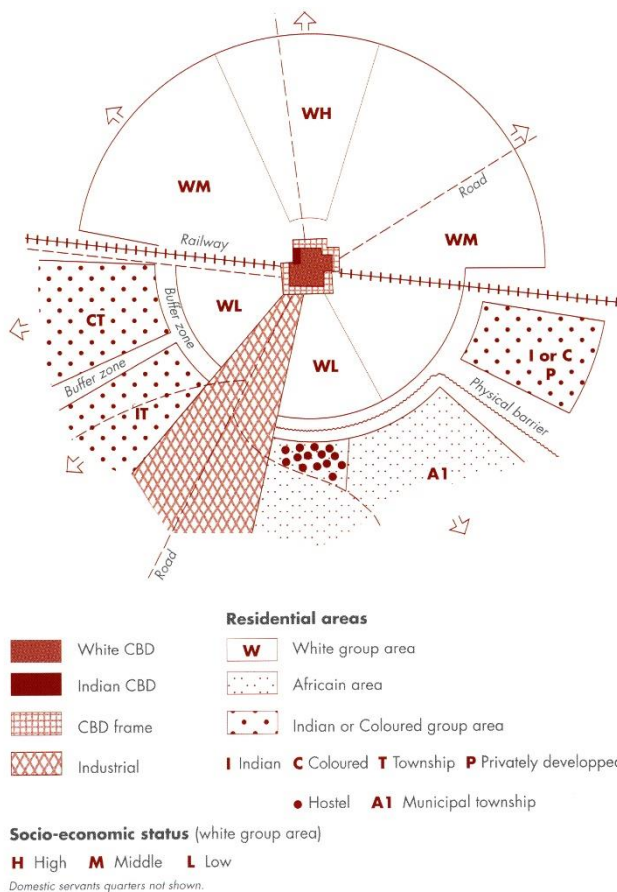 WH
WM
Road
WM
Railway
CT
Buffer zone
WL
WL
I or C
P
Buffer zone
IT
Physical barrier
A1
Road
Residential areas
White CBD
W White group area
Indian CBD
Africain area
CBD frame
Indian or Coloured group area
Industrial
I Indian C Coloured T Township P Privately developped
Hostel A1 Municipal township
Socio-economic status (white group area)
H High M Middle L Low
Domestic servants quarters not shown.